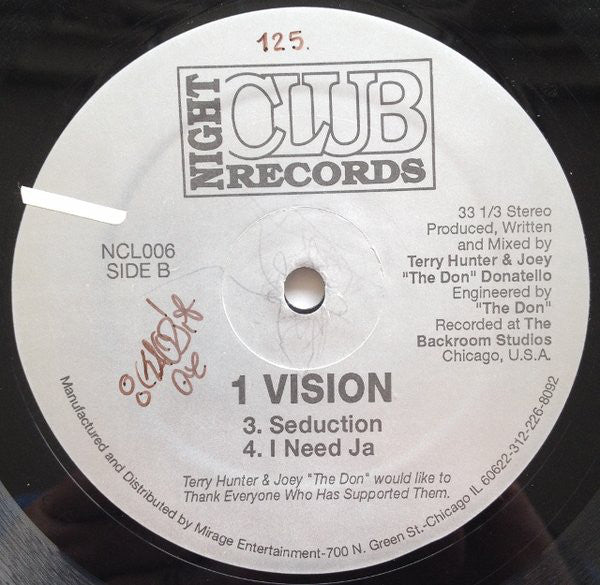 125.
NIGHT
CLUB
RECORDS
33 1/3 Stereo
Produced, Written
and Mixed by
Terry Hunter & Joey
"The Don" Donatello
Engineered by
"The Don"
Recorded at The
Backroom Studios
Chicago, U.S.A.
NCL006
SIDE B
1 VISION
3. Seduction
4. I Need Ja
Terry Hunter & Joey "The Don" would like to
Thank Everyone Who Has Supported Them.
Manufactured and Distributed by Mirage Entertainment-700 N. Green St.-Chicago IL 60622-312-226-8092